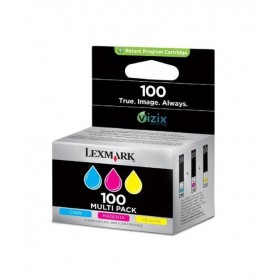 Return Program Cartridge
100
True. Image. Always.
Vizix
LEXMARK
100
MULTI PACK
CYAN
MAGENTA
YELLOW